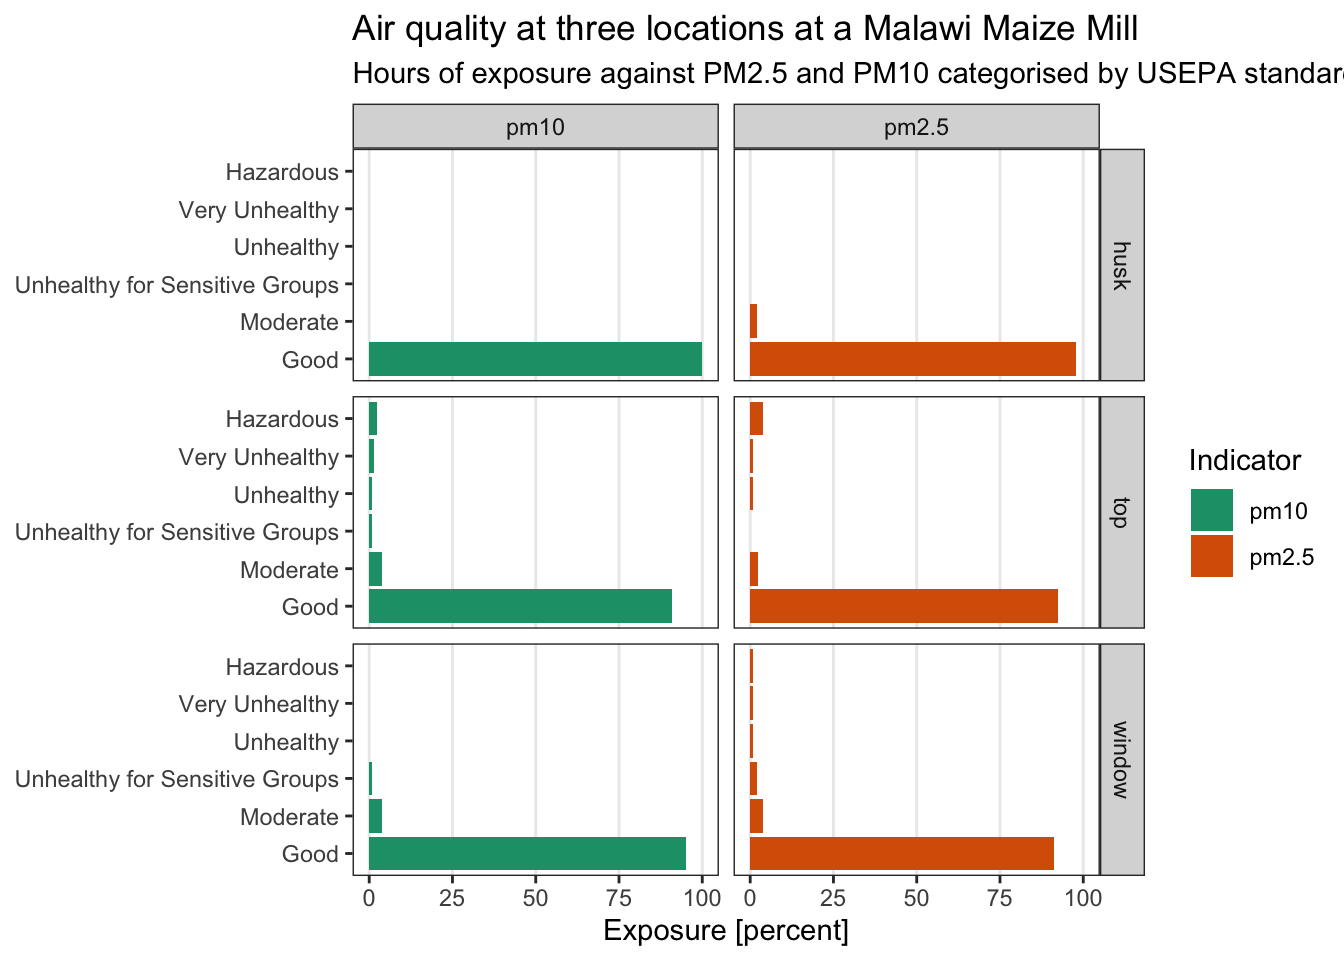 Air quality at three locations at a Malawi Maize Mill
Hours of exposure against PM2.5 and PM10 categorised by USEPA
pm10 pm2.5
Hazardous
Very Unhealthy
Unhealthy
Unhealthy for Sensitive Groups
Moderate
Good
husk
Hazardous
Very Unhealthy
Unhealthy
Unhealthy for Sensitive Groups
Moderate
Good
top
Hazardous
Very Unhealthy
Unhealthy
Unhealthy for Sensitive Groups
Moderate
Good
window
0 25 50 75 100 0 25 50 75 100
Exposure [percent]
Indicator
pm10
pm2.5